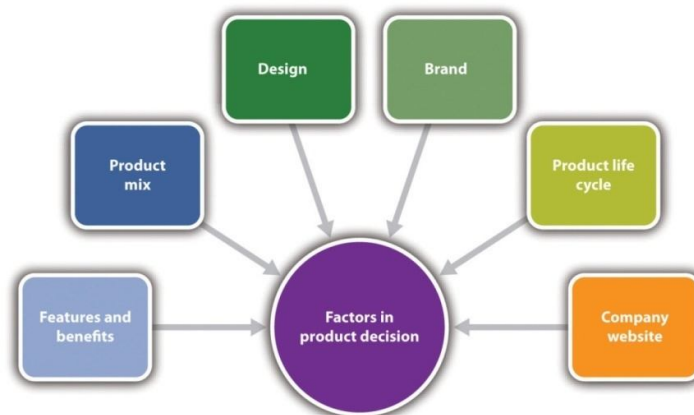 Design
Brand
Product
mix
Product life
cycle
Features and
benefits
Factors in
product decision
Company
website